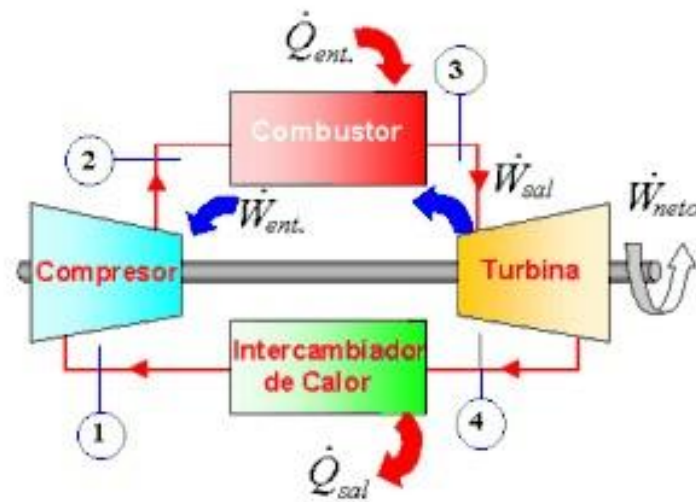 Q̇ent.
3
Combustor
2
Ẇsal
Ẇneto
Ẇent.
Compresor
Turbina
Intercambiador
de Calor
1
4
Q̇sal